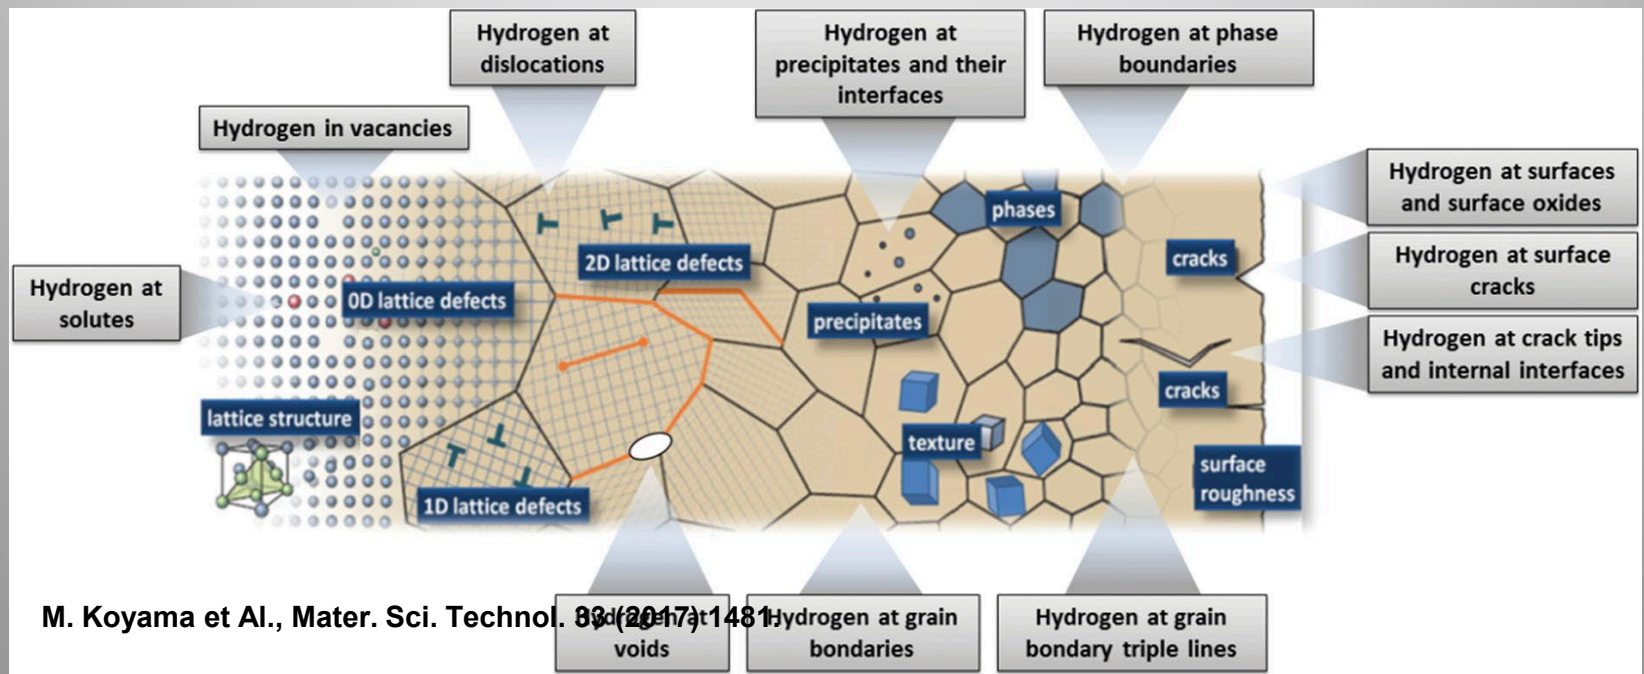 Hydrogen at
dislocations
Hydrogen at
precipitates and their
interfaces
Hydrogen at phase
boundaries
Hydrogen in vacancies
Hydrogen at surfaces
and surface oxides
phases
2D lattice defects
cracks
Hydrogen at surface
cracks
Hydrogen at
solutes
0D lattice defects
precipitates
Hydrogen at crack tips
and internal interfaces
cracks
lattice structure
texture
surface
roughness
1D lattice defects
M. Koyama et Al., Mater. Sci. Technol. 33 (2017) 1481.
Hydrogen at
voids
Hydrogen at grain
bondaries
Hydrogen at grain
bondary triple lines